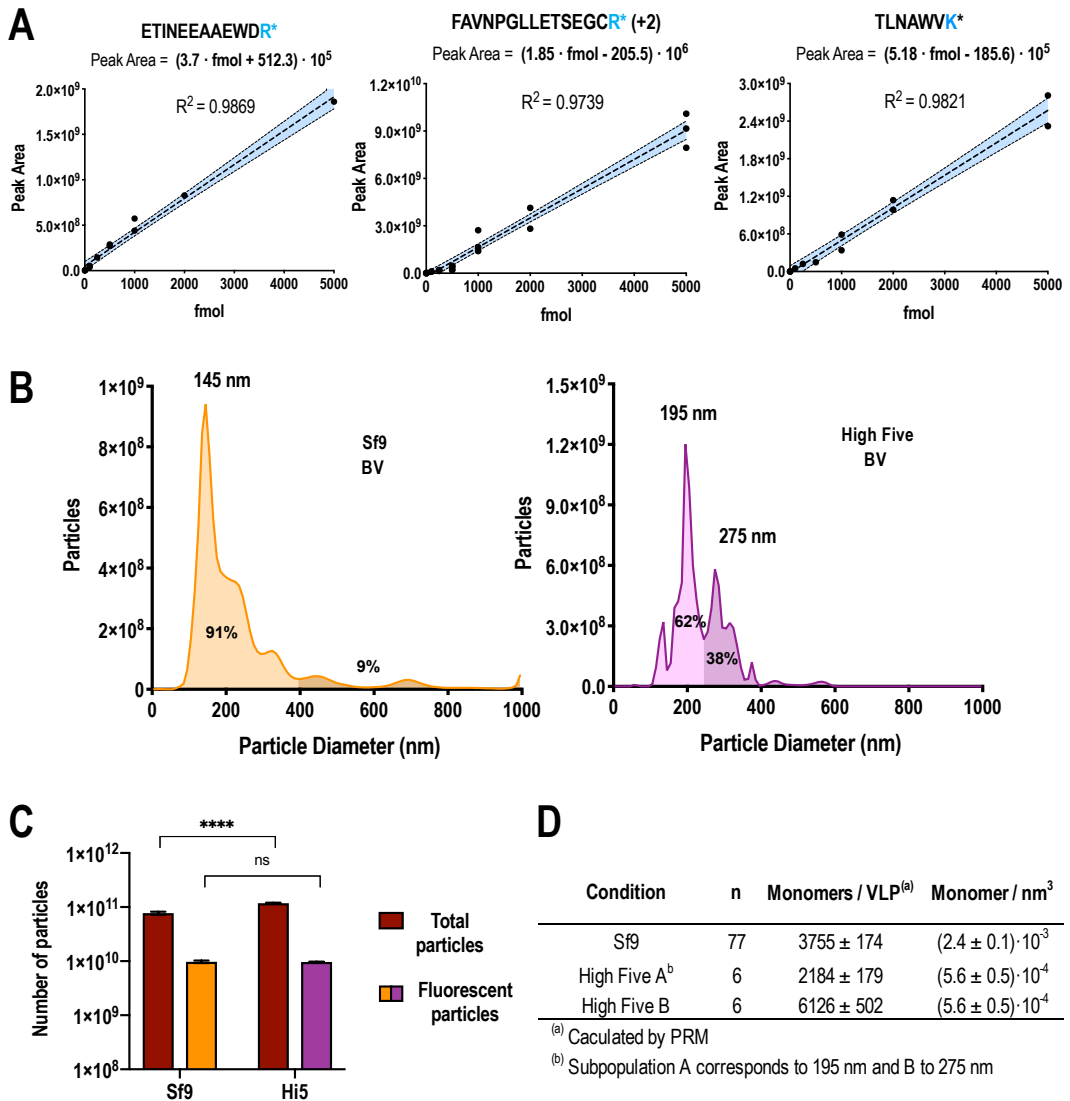 A
ETINEEAAEWDR*
Peak Area = (3.7 · fmol + 512.3) · 10⁵
R² = 0.9869
2.0×10⁹
1.5×10⁹
1.0×10⁹
5.0×10⁸
0.0
Peak Area
0 1000 2000 3000 4000 5000
fmol
FAVNPGLLETSEGCR* (+2)
Peak Area = (1.85 · fmol - 205.5) · 10⁶
R² = 0.9739
1.2×10¹⁰
9.0×10⁹
6.0×10⁹
3.0×10⁹
0.0
Peak Area
0 1000 2000 3000 4000 5000
fmol
TLNAWVK*
Peak Area = (5.18 · fmol - 185.6) · 10⁵
R² = 0.9821
3.0×10⁹
2.4×10⁹
1.8×10⁹
1.2×10⁹
6.0×10⁸
0.0
Peak Area
0 1000 2000 3000 4000 5000
fmol
B
145 nm
Sf9
BV
1×10⁹
8×10⁸
6×10⁸
4×10⁸
2×10⁸
0
Particles
91%
9%
0 200 400 600 800 1000
Particle Diameter (nm)
195 nm
High Five
BV
275 nm
1.5×10⁹
1.2×10⁹
9.0×10⁸
6.0×10⁸
3.0×10⁸
0.0
Particles
62%
38%
0 200 400 600 800 1000
Particle Diameter (nm)
C
****
ns
1×10¹²
1×10¹¹
1×10¹⁰
1×10⁹
1×10⁸
Number of particles
Sf9 Hi5
Total
particles
Fluorescent
particles
D
Condition n Monomers / VLP⁽ᵃ⁾ Monomer / nm³
Sf9 77 3755 ± 174 (2.4 ± 0.1)·10⁻³
High Five Aᵇ 6 2184 ± 179 (5.6 ± 0.5)·10⁻⁴
High Five B 6 6126 ± 502 (5.6 ± 0.5)·10⁻⁴
⁽ᵃ⁾ Caculated by PRM
⁽ᵇ⁾ Subpopulation A corresponds to 195 nm and B to 275 nm